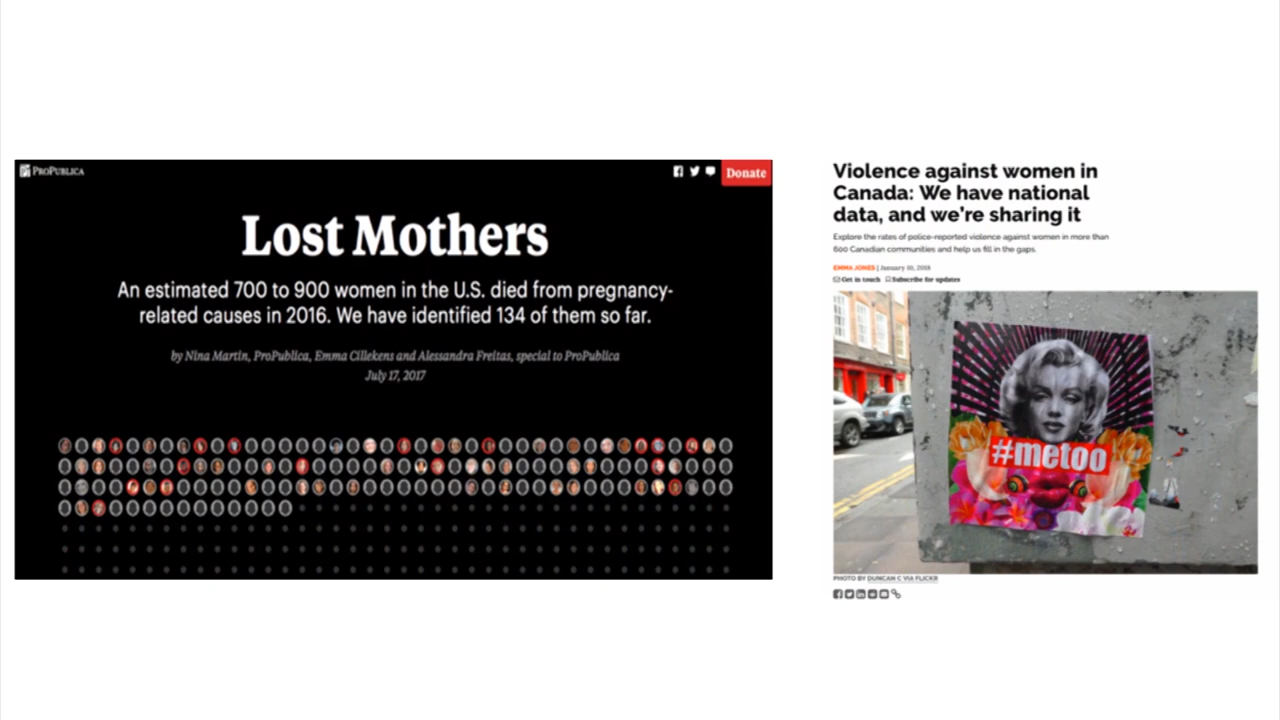 PROPUBLICA
Donate
Lost Mothers
An estimated 700 to 900 women in the U.S. died from pregnancy-
related causes in 2016. We have identified 134 of them so far.
by Nina Martin, ProPublica, Emma Cillekens and Alessandra Freitas, special to ProPublica
July 17, 2017
Violence against women in
Canada: We have national
data, and we're sharing it
Explore the rates of police-reported violence against women in more than
600 Canadian communities and help us fill in the gaps.
EMMA JONES | January 10, 2018
Get in touch Subscribe for updates
#metoo
PHOTO BY DUNCAN C VIA FLICKR